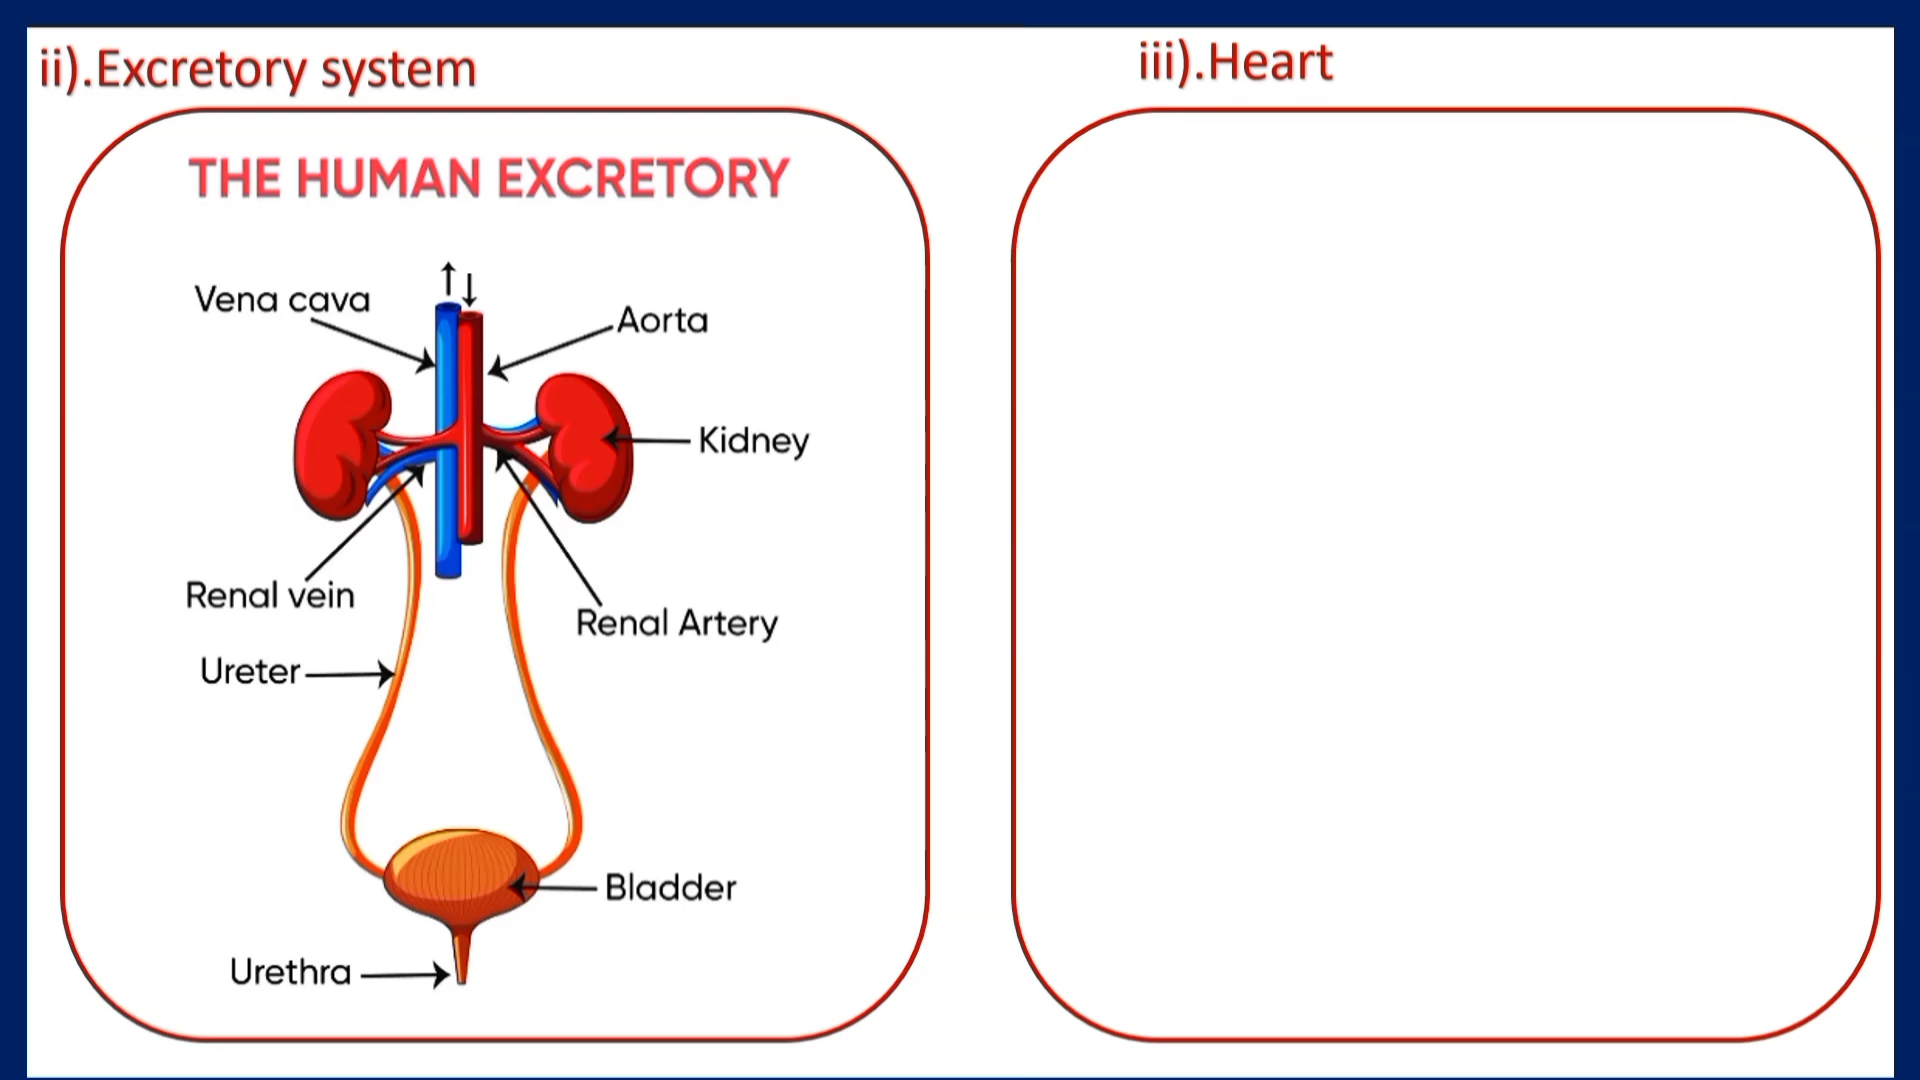 ii).Excretory system
THE HUMAN EXCRETORY
Vena cava
Aorta
Kidney
Renal vein
Renal Artery
Ureter
Bladder
Urethra
iii).Heart